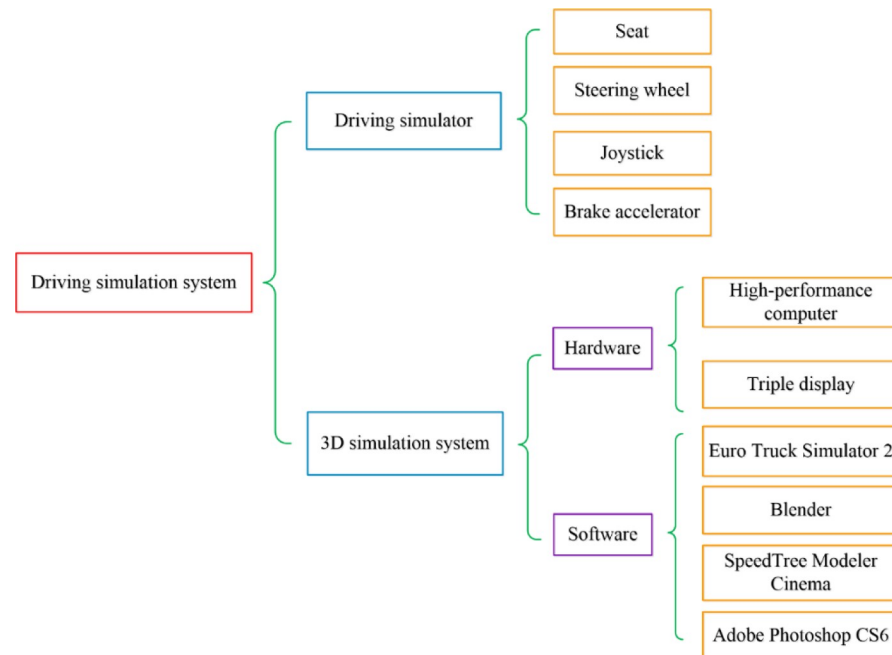 Seat
Steering wheel
Driving simulator
Joystick
Brake accelerator
Driving simulation system
High-performance
computer
Hardware
Triple display
3D simulation system
Euro Truck Simulator 2
Blender
Software
SpeedTree Modeler
Cinema
Adobe Photoshop CS6